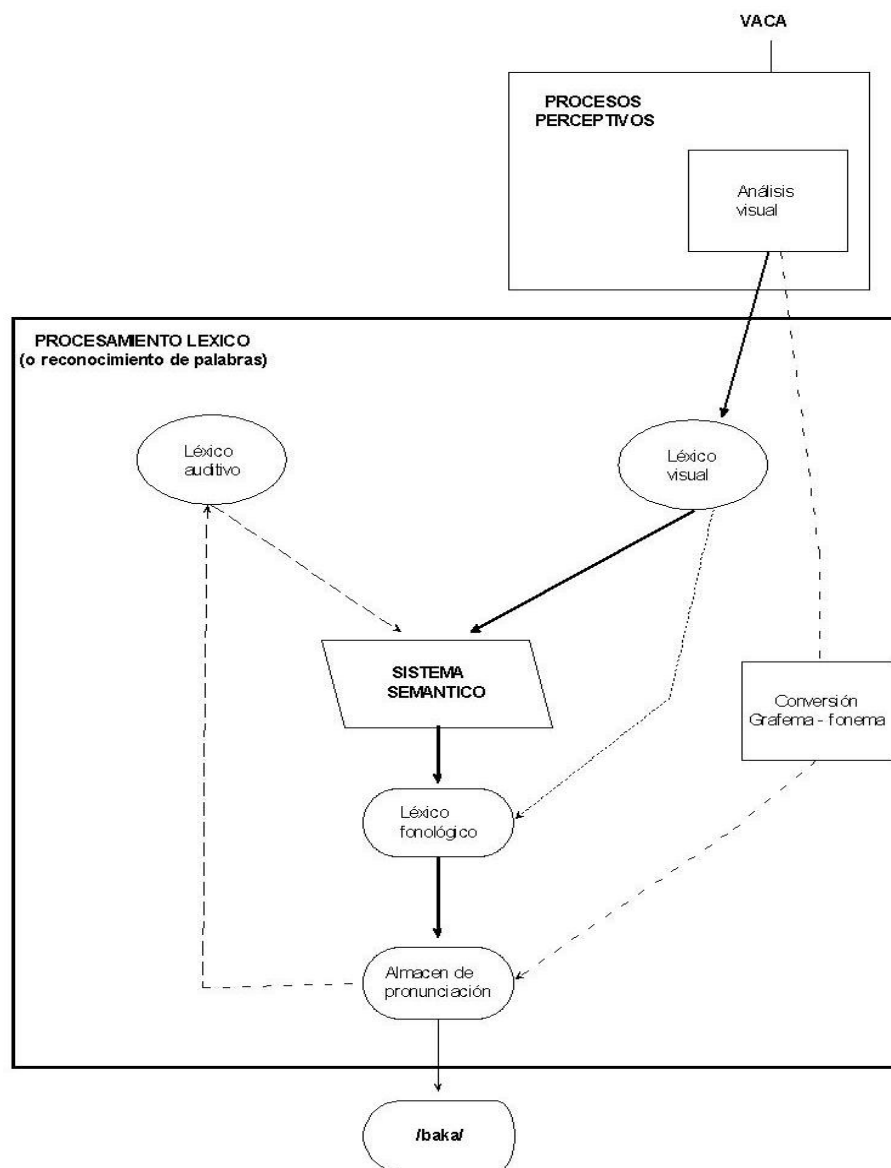 VACA
PROCESOS
PERCEPTIVOS
Análisis
visual
PROCESAMIENTO LEXICO
(o reconocimiento de palabras)
Léxico
auditivo
Léxico
visual
SISTEMA
SEMANTICO
Conversión
Grafema - fonema
Léxico
fonológico
Almacen de
pronunciación
/baka/